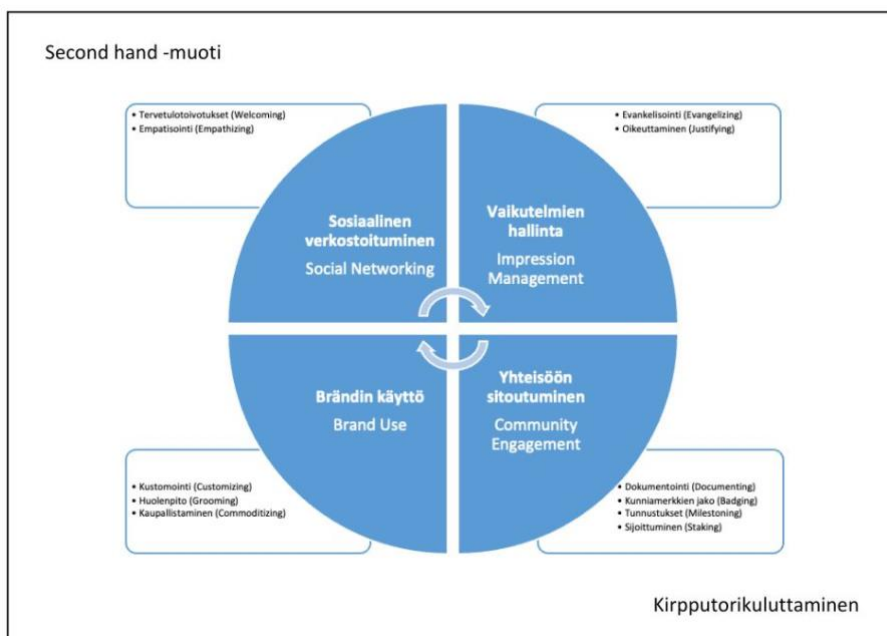 Second hand -muoti
• Tervetulotoivotukset (Welcoming)
• Empatisointi (Empathizing)
• Evankelisointi (Evangelizing)
• Oikeuttaminen (Justifying)
Sosiaalinen
verkostoituminen
Social Networking
Vaikutelmien
hallinta
Impression
Management
Brändin käyttö
Brand Use
Yhteisöön
sitoutuminen
Community
Engagement
• Kustomointi (Customizing)
• Huolenpito (Grooming)
• Kaupallistaminen (Commoditizing)
• Dokumentointi (Documenting)
• Kunniamerkkien jako (Badging)
• Tunnustukset (Milestoning)
• Sijoittuminen (Staking)
Kirpputorikuluttaminen